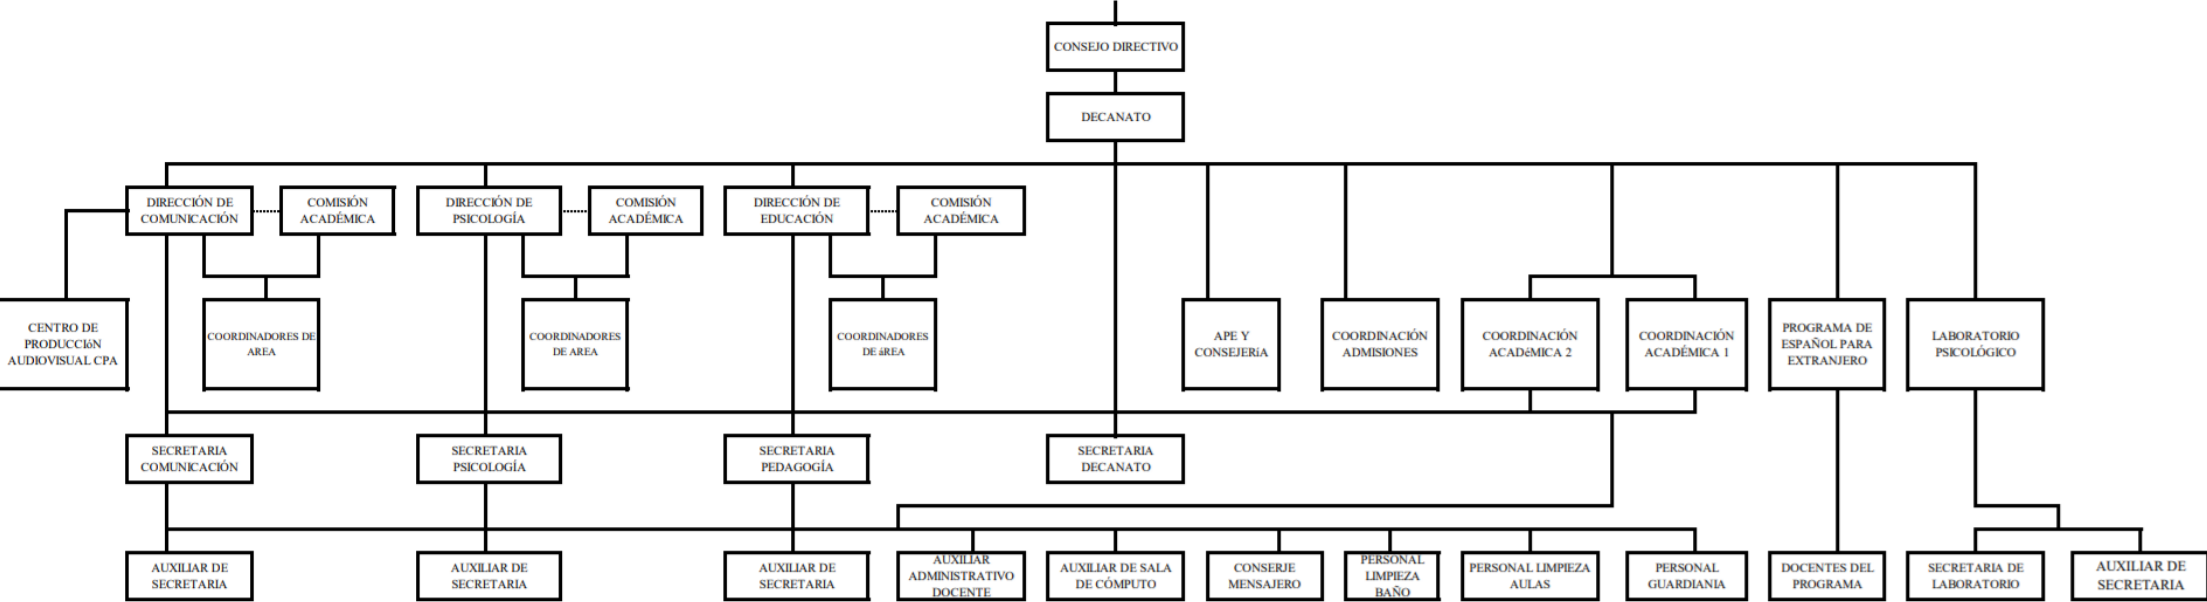 CONSEJO DIRECTIVO
DECANATO
DIRECCIÓN DE
COMUNICACIÓN
COMISIÓN
ACADÉMICA
DIRECCIÓN DE
PSICOLOGÍA
COMISIÓN
ACADÉMICA
DIRECCIÓN DE
EDUCACIÓN
COMISIÓN
ACADÉMICA
CENTRO DE
PRODUCCIóN
AUDIOVISUAL CPA
COORDINADORES DE
AREA
COORDINADORES
DE AREA
COORDINADORES
DE áREA
APE Y
CONSEJERíA
COORDINACIÓN
ADMISIONES
COORDINACIÓN
ACADéMICA 2
COORDINACIÓN
ACADÉMICA 1
PROGRAMA DE
ESPAÑOL PARA
EXTRANJERO
LABORATORIO
PSICOLÓGICO
SECRETARIA
COMUNICACIÓN
SECRETARIA
PSICOLOGÍA
SECRETARIA
PEDAGOGÍA
SECRETARIA
DECANATO
AUXILIAR DE
SECRETARIA
AUXILIAR DE
SECRETARIA
AUXILIAR DE
SECRETARIA
AUXILIAR
ADMINISTRATIVO
DOCENTE
AUXILIAR DE SALA
DE CÓMPUTO
CONSERJE
MENSAJERO
PERSONAL
LIMPIEZA
BAÑO
PERSONAL LIMPIEZA
AULAS
PERSONAL
GUARDIANIA
DOCENTES DEL
PROGRAMA
SECRETARIA DE
LABORATORIO
AUXILIAR DE
SECRETARIA